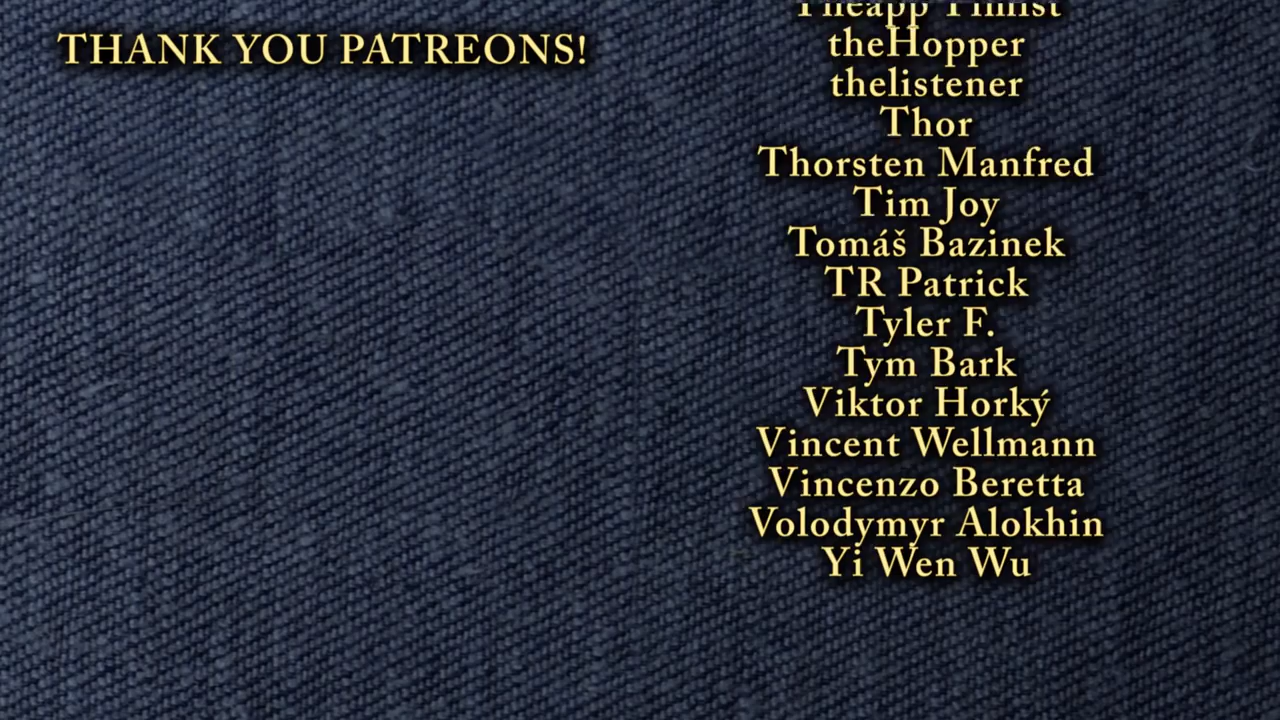 THANK YOU PATREONS!
theHopper
thelistener
Thor
Thorsten Manfred
Tim Joy
Tomáš Bazinek
TR Patrick
Tyler F.
Tym Bark
Viktor Horký
Vincent Wellmann
Vincenzo Beretta
Volodymyr Alokhin
Yi Wen Wu